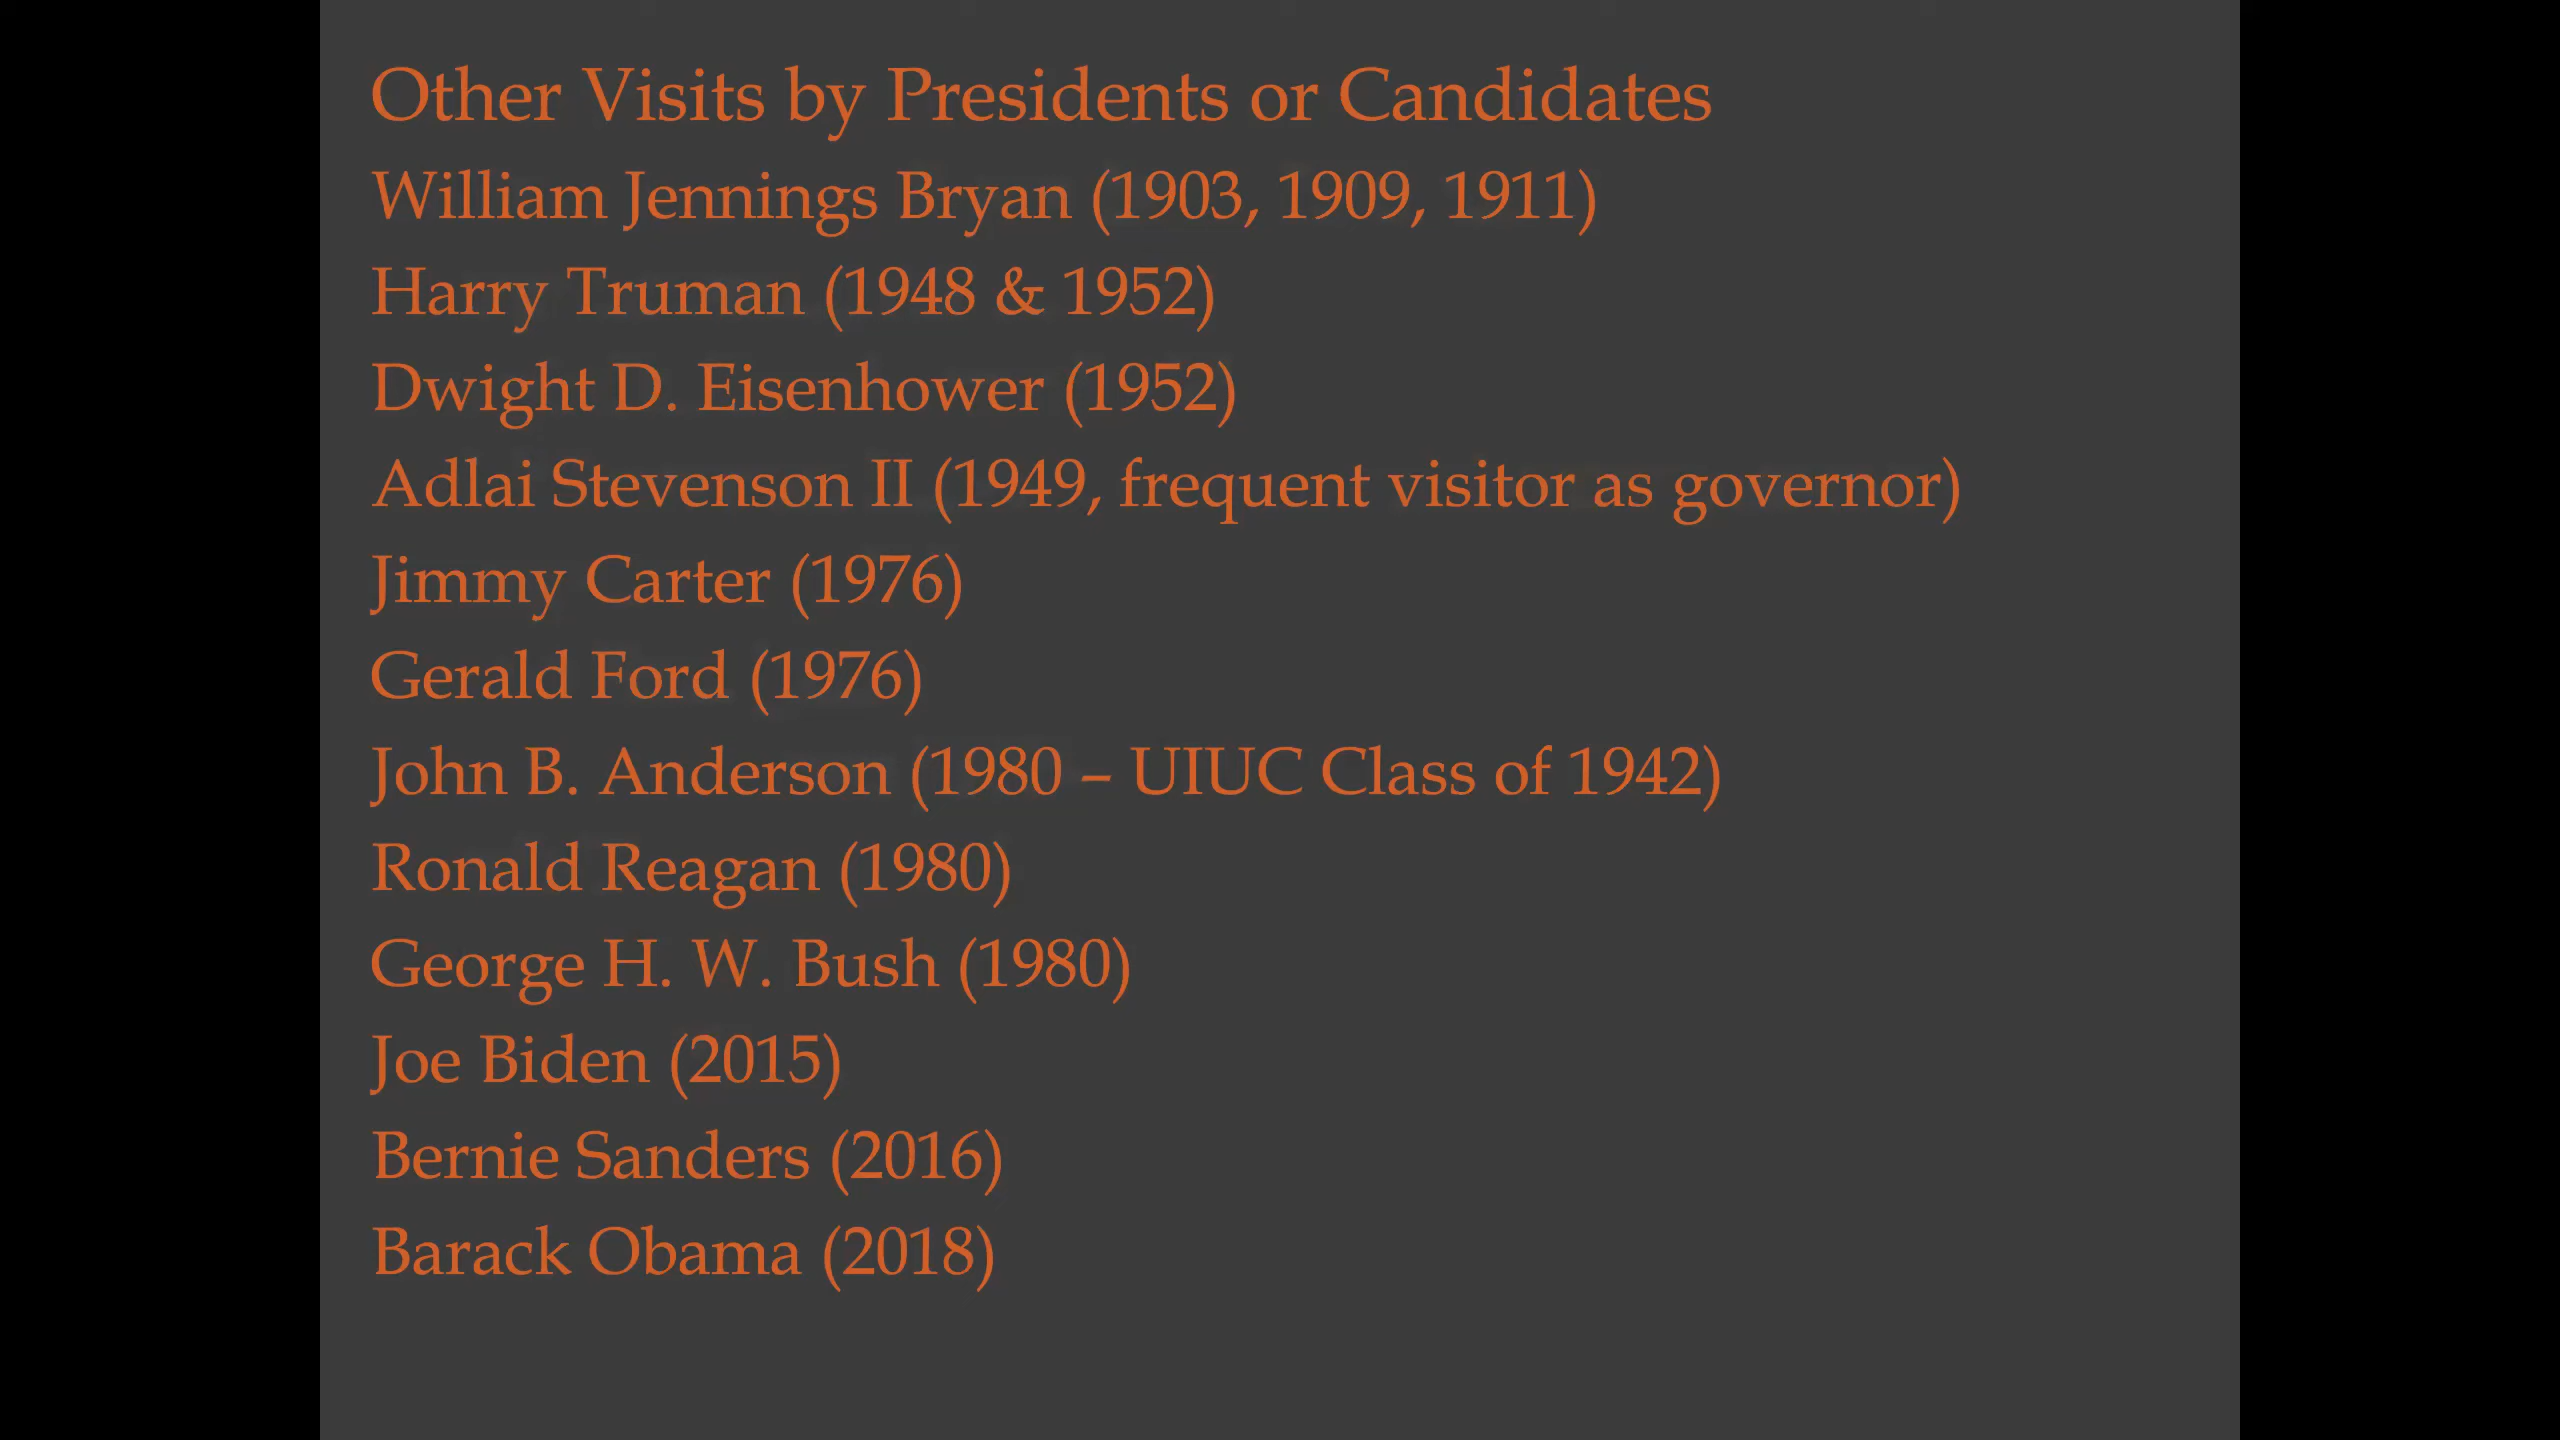 Other Visits by Presidents or Candidates
William Jennings Bryan (1903, 1909, 1911)
Harry Truman (1948 & 1952)
Dwight D. Eisenhower (1952)
Adlai Stevenson II (1949, frequent visitor as governor)
Jimmy Carter (1976)
Gerald Ford (1976)
John B. Anderson (1980 – UIUC Class of 1942)
Ronald Reagan (1980)
George H. W. Bush (1980)
Joe Biden (2015)
Bernie Sanders (2016)
Barack Obama (2018)